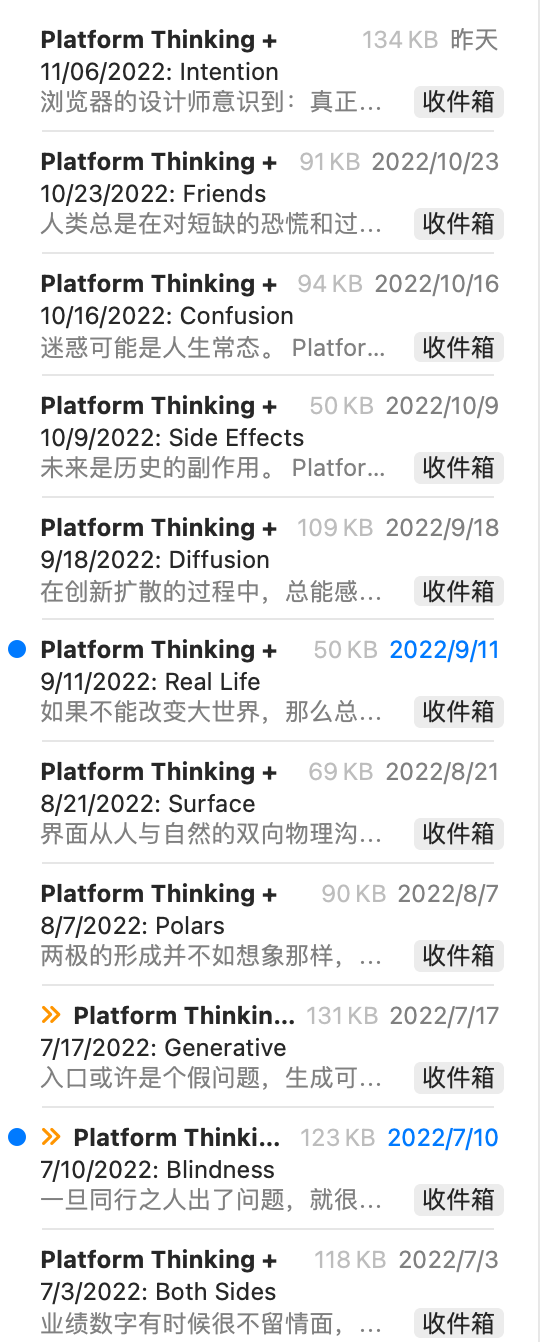 Platform Thinking + 134 KB 昨天
11/06/2022: Intention
浏览器的设计师意识到：真正... 收件箱
Platform Thinking + 91 KB 2022/10/23
10/23/2022: Friends
人类总是在对短缺的恐慌和过... 收件箱
Platform Thinking + 94 KB 2022/10/16
10/16/2022: Confusion
迷惑可能是人生常态。 Platfor... 收件箱
Platform Thinking + 50 KB 2022/10/9
10/9/2022: Side Effects
未来是历史的副作用。 Platfor... 收件箱
Platform Thinking + 109 KB 2022/9/18
9/18/2022: Diffusion
在创新扩散的过程中，总能感... 收件箱
Platform Thinking + 50 KB 2022/9/11
9/11/2022: Real Life
如果不能改变大世界，那么总... 收件箱
Platform Thinking + 69 KB 2022/8/21
8/21/2022: Surface
界面从人与自然的双向物理沟... 收件箱
Platform Thinking + 90 KB 2022/8/7
8/7/2022: Polars
两极的形成并不如想象那样，... 收件箱
Platform Thinkin... 131 KB 2022/7/17
7/17/2022: Generative
入口或许是个假问题，生成可... 收件箱
Platform Thinki... 123 KB 2022/7/10
7/10/2022: Blindness
一旦同行之人出了问题，就很... 收件箱
Platform Thinking + 118 KB 2022/7/3
7/3/2022: Both Sides
业绩数字有时候很不留情面，... 收件箱